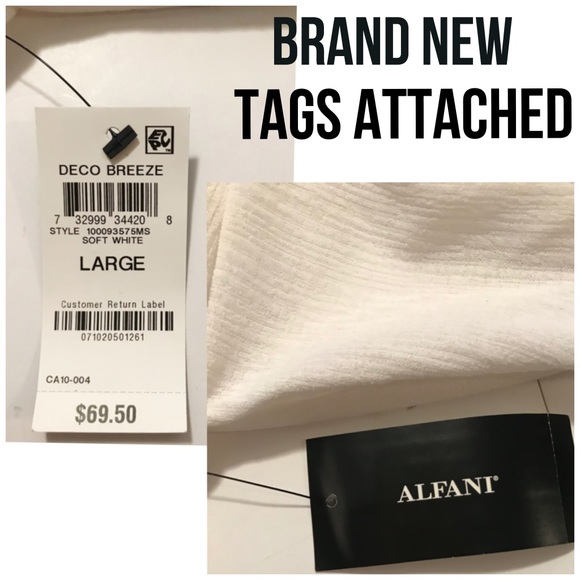 BRAND NEW
TAGS ATTACHED
EPC
DECO BREEZE
7 32999 34420 8
STYLE 100093575MS
SOFT WHITE
LARGE
Customer Return Label
071020501261
CA10-004
$69.50
ALFANI®